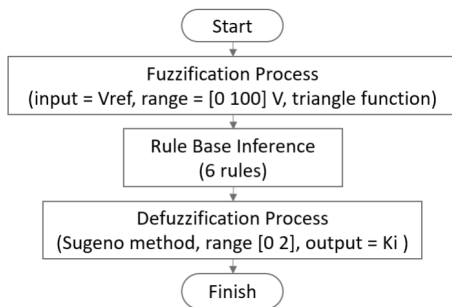 Start
Fuzzification Process
(input = Vref, range = [0 100] V, triangle function)
Rule Base Inference
(6 rules)
Defuzzification Process
(Sugeno method, range [0 2], output = Ki )
Finish